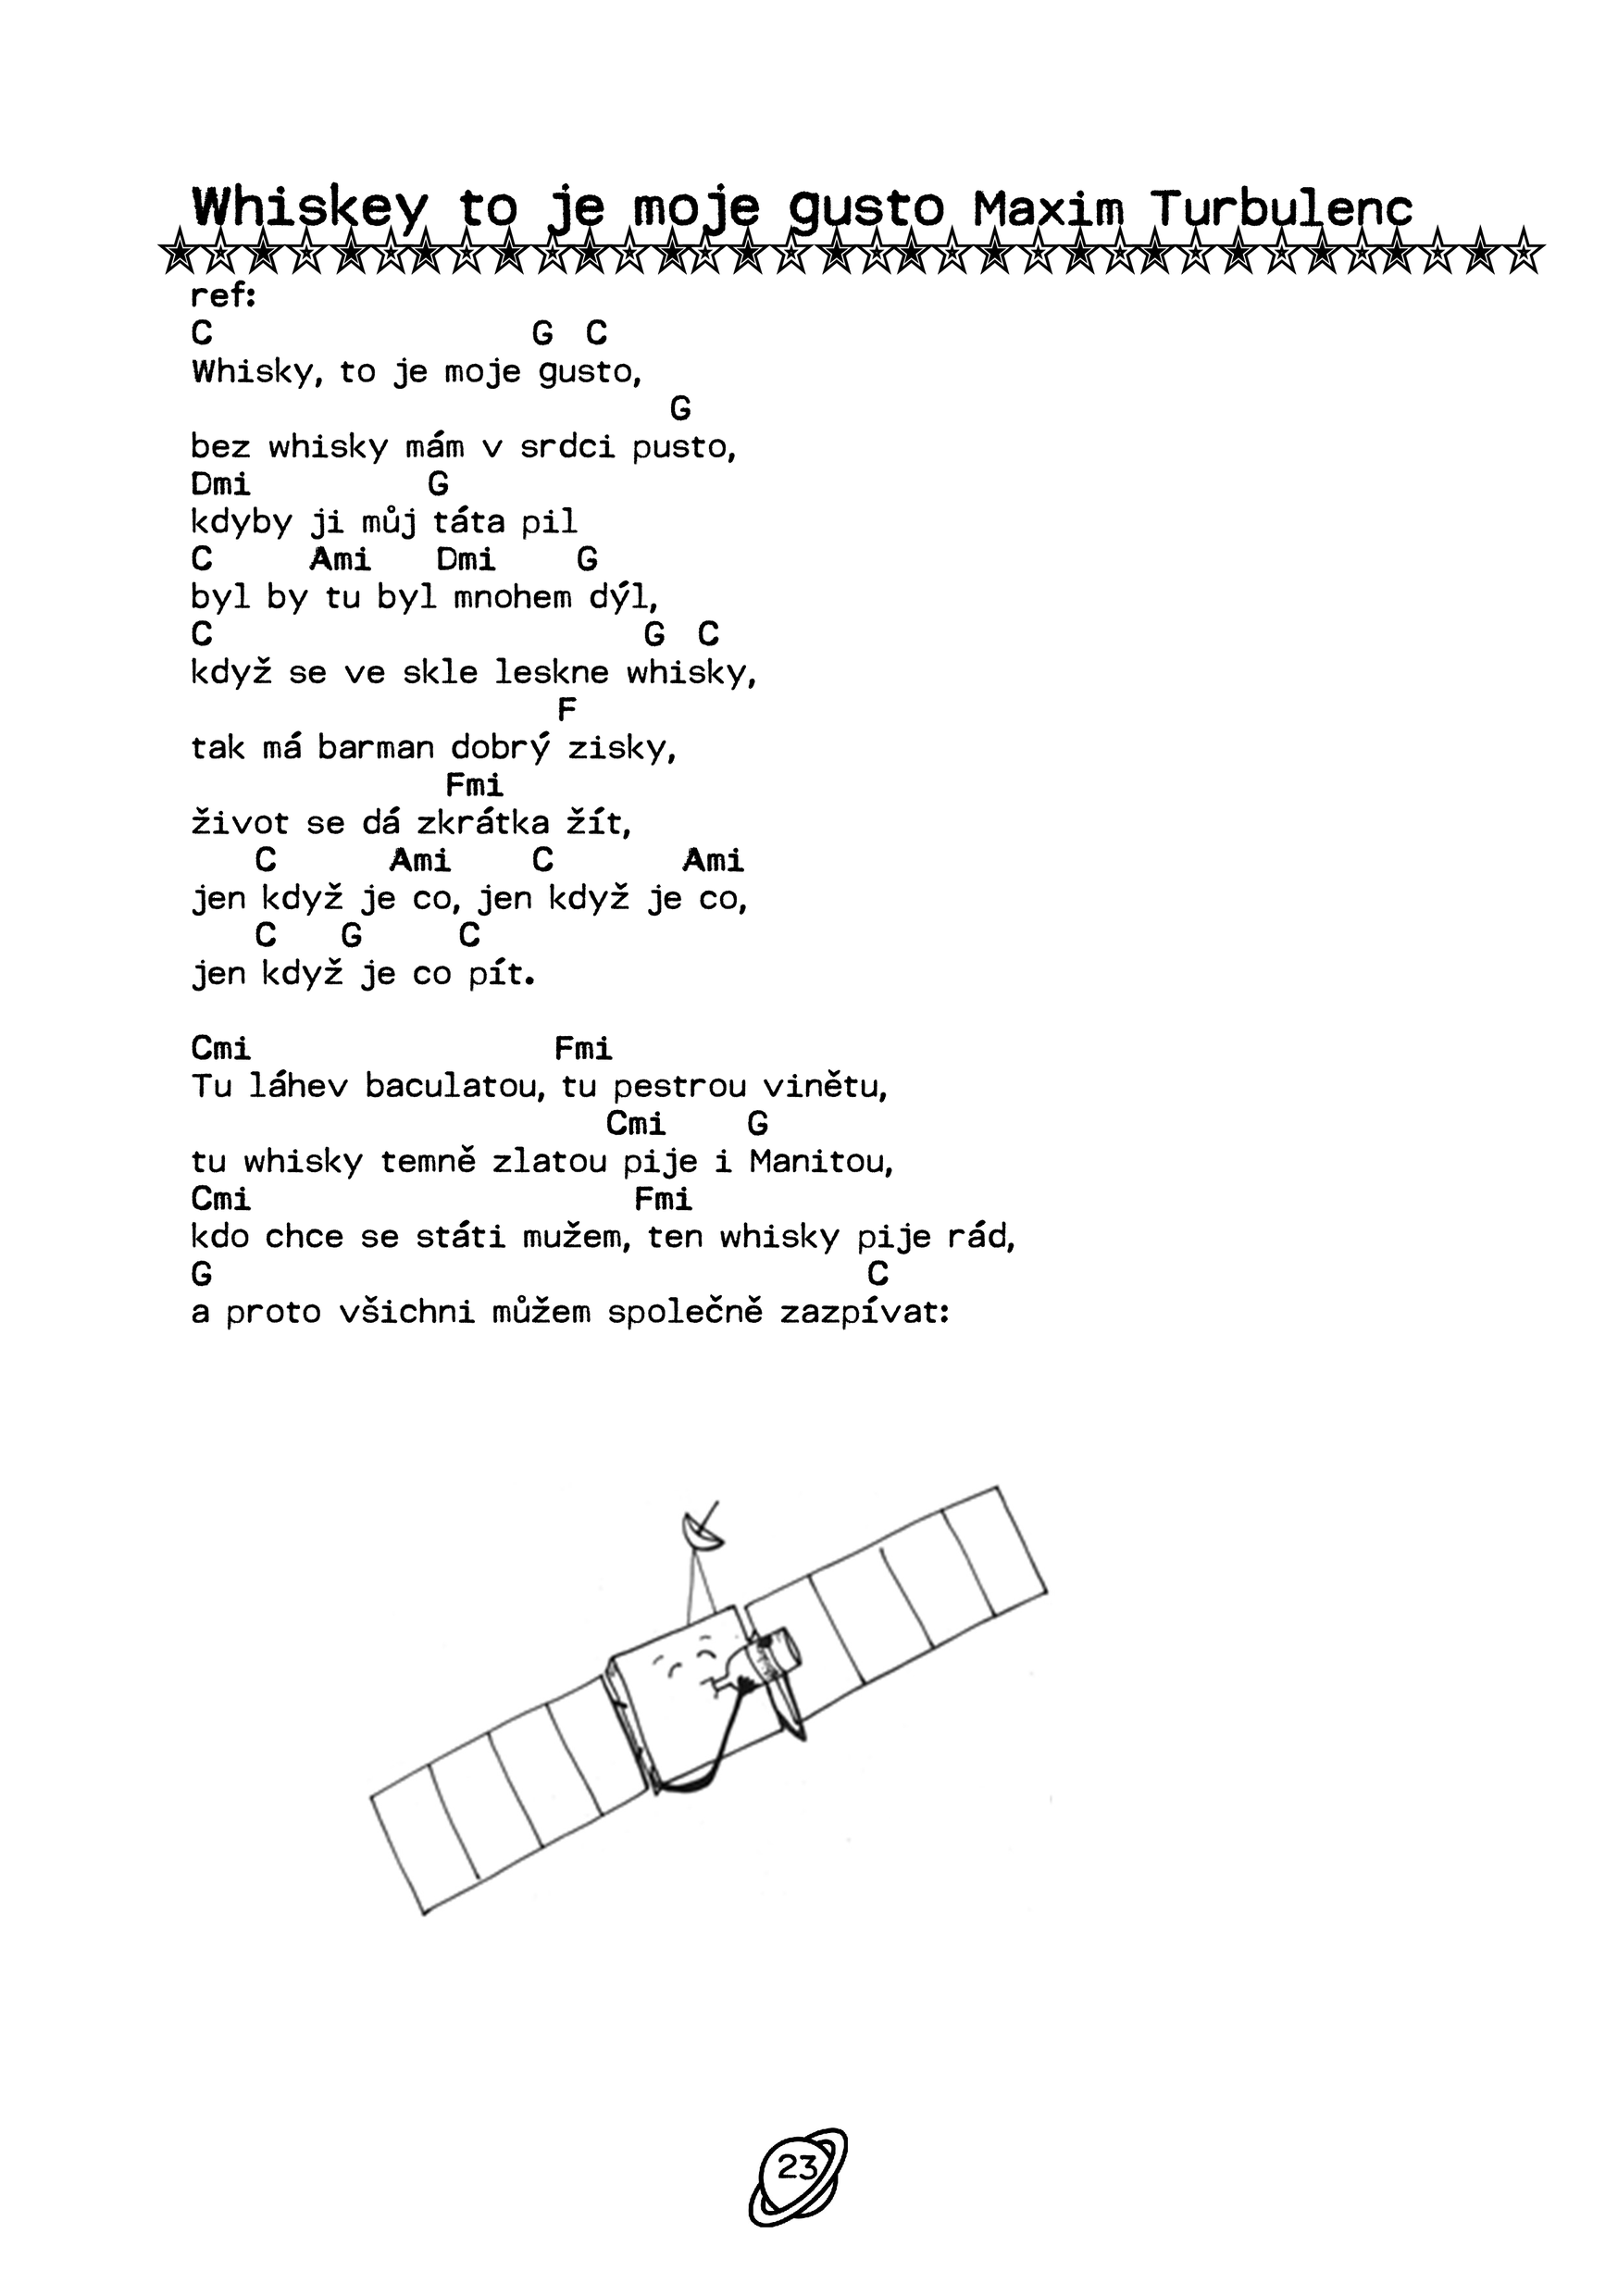 Whiskey to je moje gusto Maxim Turbulenc
ref:
C G C
Whisky, to je moje gusto,
G
bez whisky mám v srdci pusto,
Dmi G
kdyby ji můj táta pil
C Ami Dmi G
byl by tu byl mnohem dýl,
C G C
když se ve skle leskne whisky,
F
tak má barman dobrý zisky,
Fmi
život se dá zkrátka žít,
C Ami C Ami
jen když je co, jen když je co,
C G C
jen když je co pít.
Cmi Fmi
Tu láhev baculatou, tu pestrou vinětu,
Cmi G
tu whisky temně zlatou pije i Manitou,
Cmi Fmi
kdo chce se státi mužem, ten whisky pije rád,
G C
a proto všichni můžem společně zazpívat:
23